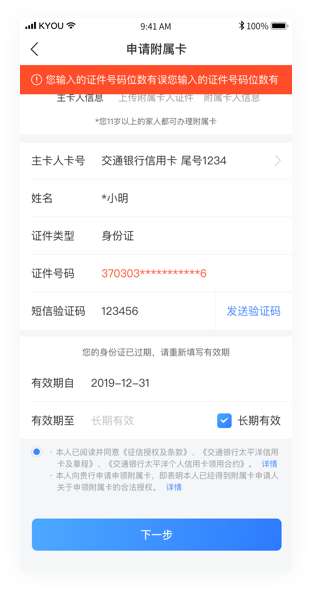 KYOU 9:41 AM 100%
申请附属卡
您输入的证件号码位数有误您输入的证件号码位数有
主卡人信息 上传附属卡人证件 附属卡人信息
*您11岁以上的家人都可办理附属卡
主卡人卡号 交通银行信用卡 尾号1234
姓名 *小明
证件类型 身份证
证件号码 370303***********6
短信验证码 123456 发送验证码
您的身份证已过期，请重新填写有效期
有效期自 2019-12-31
有效期至 长期有效 长期有效
· 本人已阅读并同意《征信授权及条款》、《交通银行太平洋信用
卡及章程》、《交通银行太平洋个人信用卡领用合约》。 详情
· 本人向贵行申请申领附属卡，即表明本人已经得到附属卡申请人
关于申领附属卡的合法授权。 详情
下一步